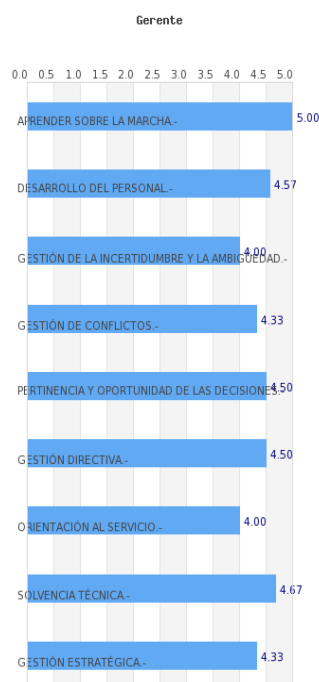 Gerente
0.0 0.5 1.0 1.5 2.0 2.5 3.0 3.5 4.0 4.5 5.0
APRENDER SOBRE LA MARCHA.- 5.00
DESARROLLO DEL PERSONAL.- 4.57
GESTIÓN DE LA INCERTIDUMBRE Y LA AMBIGÜEDAD.- 4.00
GESTIÓN DE CONFLICTOS.- 4.33
PERTINENCIA Y OPORTUNIDAD DE LAS DECISIONES.- 4.50
GESTIÓN DIRECTIVA.- 4.50
ORIENTACIÓN AL SERVICIO.- 4.00
SOLVENCIA TÉCNICA.- 4.67
GESTIÓN ESTRATÉGICA.- 4.33